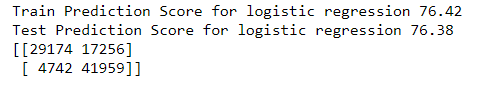 Train Prediction Score for logistic regression 76.42
Test Prediction Score for logistic regression 76.38
[[29174 17256]
[ 4742 41959]]